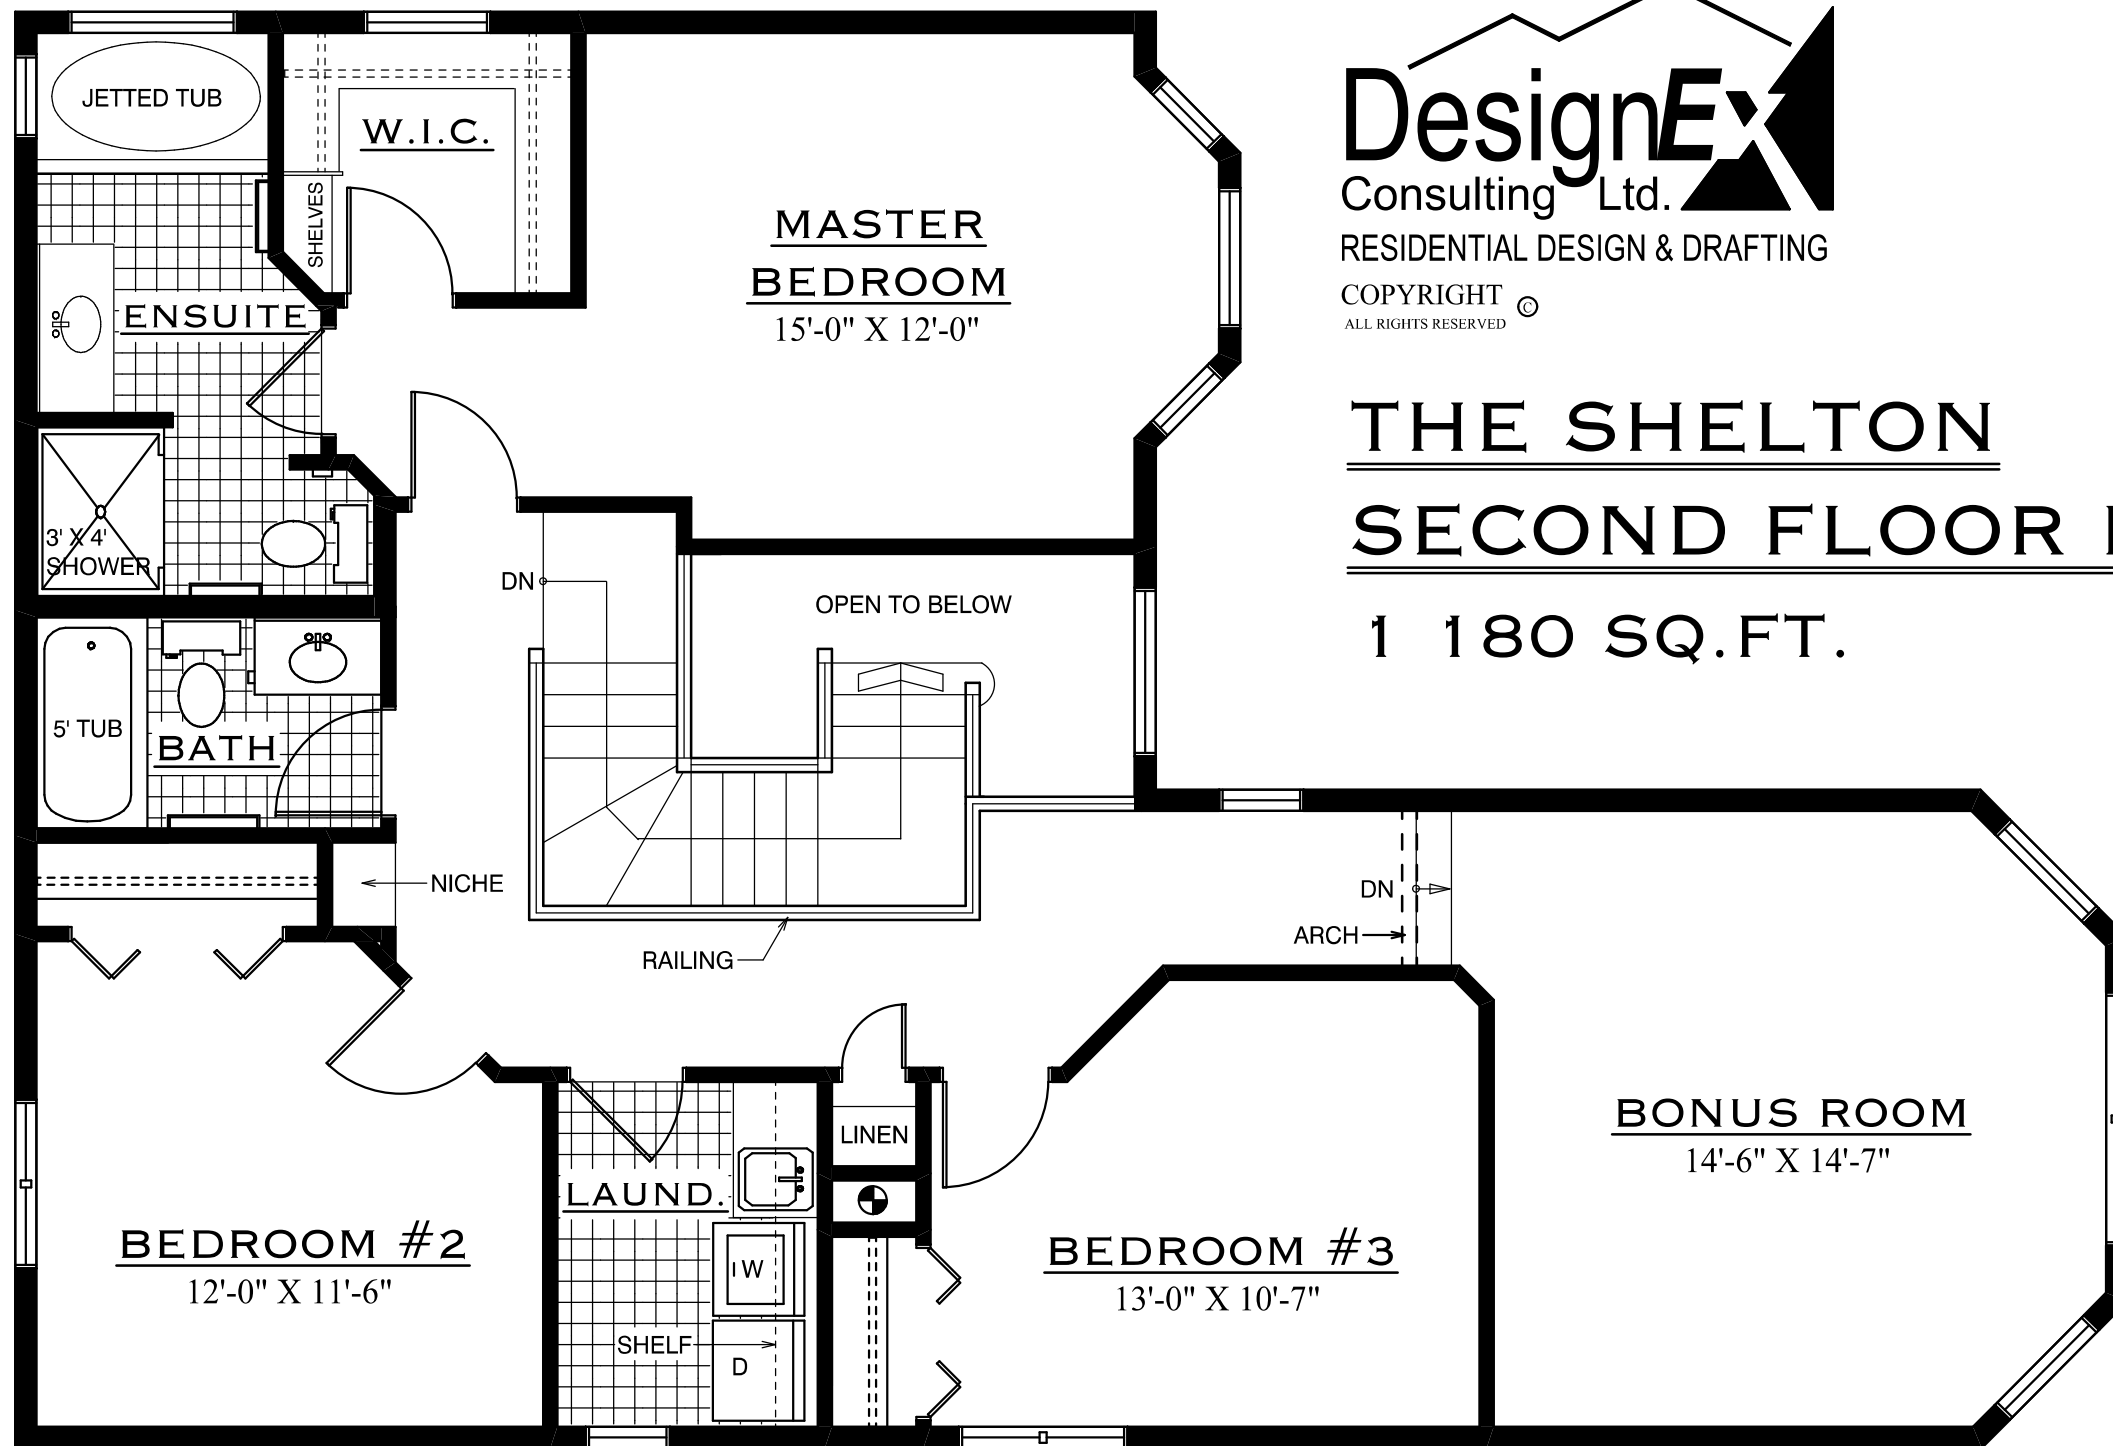 JETTED TUB
W.I.C.
SHELVES
ENSUITE
3' X 4'
SHOWER
MASTER
BEDROOM
15'-0" X 12'-0"
DesignEx
Consulting Ltd.
RESIDENTIAL DESIGN & DRAFTING
COPYRIGHT ©
ALL RIGHTS RESERVED
THE SHELTON
SECOND FLOOR
1 180 SQ.FT.
DN
OPEN TO BELOW
5' TUB
BATH
NICHE
RAILING
DN
ARCH
LINEN
LAUND.
W
SHELF
D
BEDROOM #2
12'-0" X 11'-6"
BEDROOM #3
13'-0" X 10'-7"
BONUS ROOM
14'-6" X 14'-7"